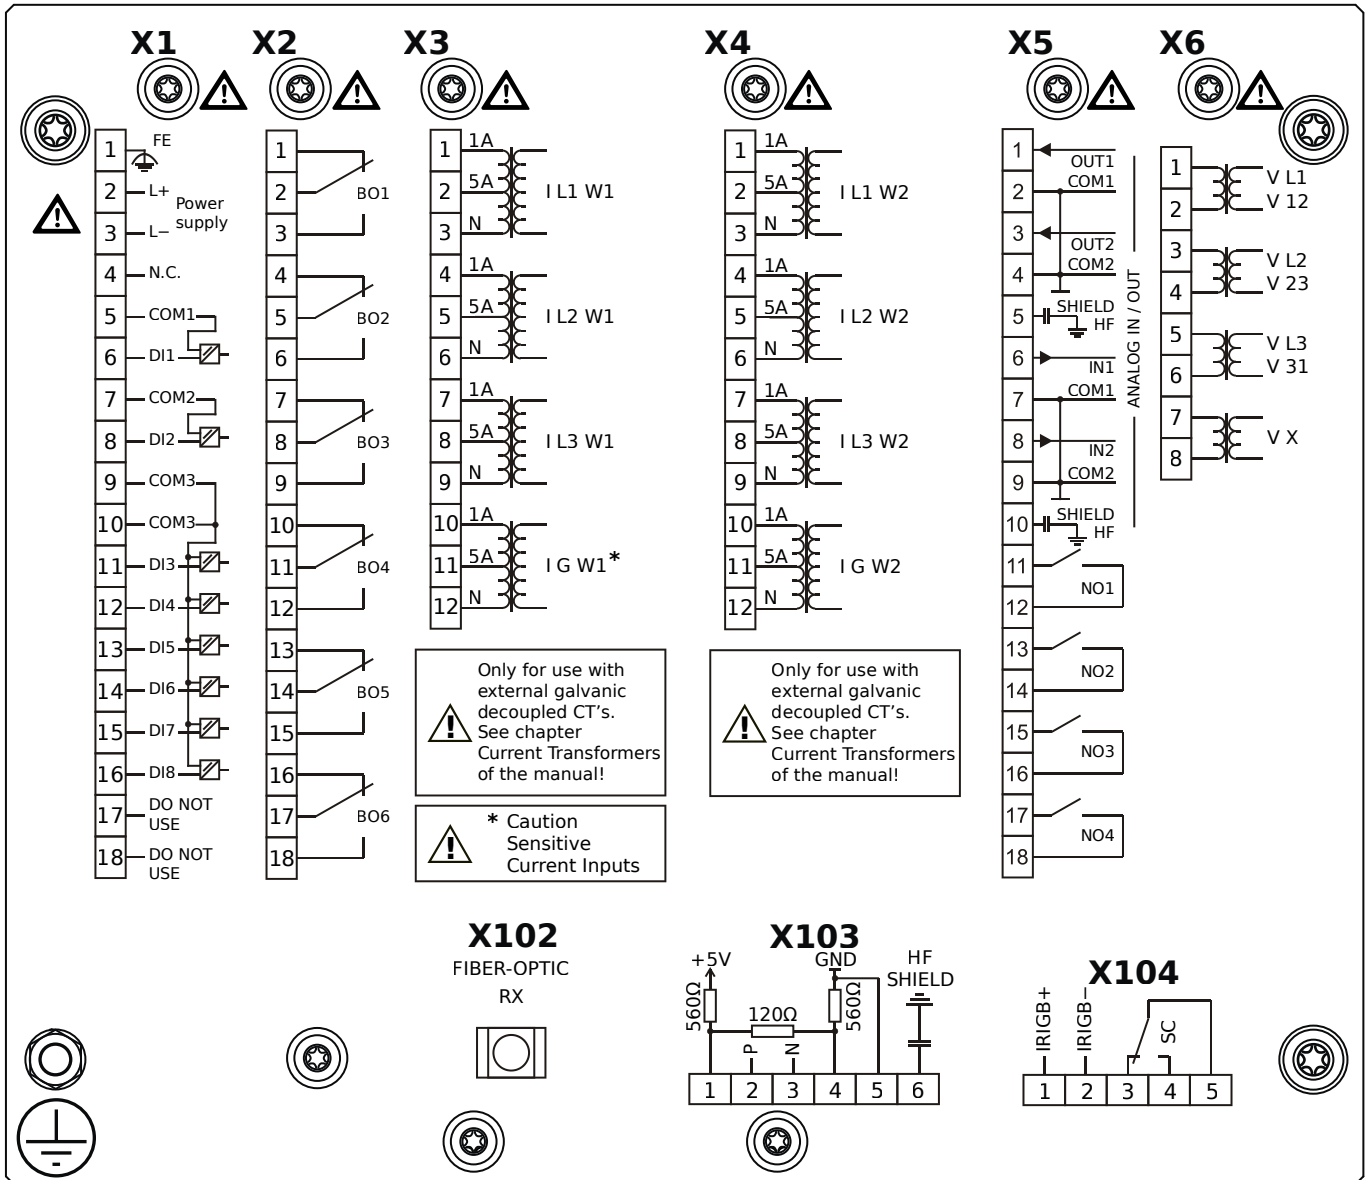 X1
1
FE
2
L+
Power
supply
3
L−
4
N.C.
5
COM1
6
DI1
7
COM2
8
DI2
9
COM3
10
COM3
11
DI3
12
DI4
13
DI5
14
DI6
15
DI7
16
DI8
17
DO NOT
USE
18
DO NOT
USE
X2
1
2
BO1
3
4
5
BO2
6
7
8
BO3
9
10
11
BO4
12
13
14
BO5
15
16
17
BO6
18
X3
1
1A
2
5A
I L1 W1
3
N
4
1A
5
5A
I L2 W1
6
N
7
1A
8
5A
I L3 W1
9
N
10
1A
11
5A
I G W1*
12
N
Only for use with
external galvanic
decoupled CT's.
See chapter
Current Transformers
of the manual!
* Caution
Sensitive
Current Inputs
X4
1
1A
2
5A
I L1 W2
3
N
4
1A
5
5A
I L2 W2
6
N
7
1A
8
5A
I L3 W2
9
N
10
1A
11
5A
I G W2
12
N
Only for use with
external galvanic
decoupled CT's.
See chapter
Current Transformers
of the manual!
X5
1
OUT1
2
COM1
3
OUT2
4
COM2
5
SHIELD
HF
6
IN1
7
COM1
8
IN2
9
COM2
10
SHIELD
HF
ANALOG IN / OUT
11
NO1
12
13
NO2
14
15
NO3
16
17
NO4
18
X6
1
V L1
2
V 12
3
V L2
4
V 23
5
V L3
6
V 31
7
V X
8
X102
FIBER-OPTIC
RX
X103
+5V
GND
HF
SHIELD
560Ω
120Ω
560Ω
P
N
1 2 3 4 5 6
X104
IRIGB+
IRIGB−
SC
1 2 3 4 5